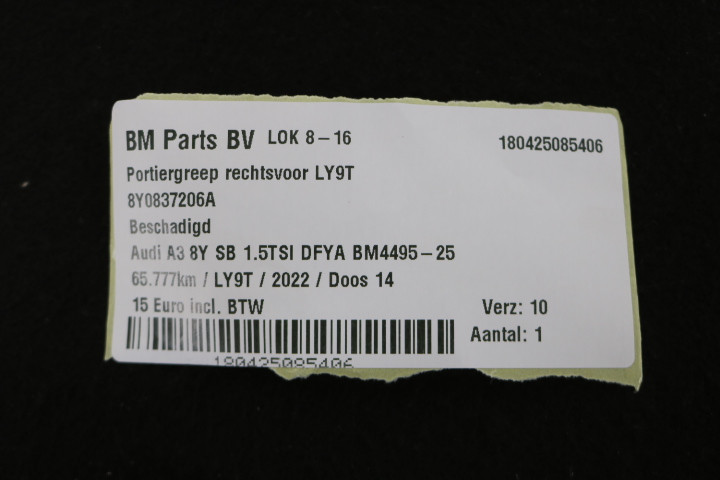 BM Parts BV LOK 8-16 180425085406
Portiergreep rechtsvoor LY9T
8Y0837206A
Beschadigd
Audi A3 8Y SB 1.5TSI DFYA BM4495-25
65.777km / LY9T / 2022 / Doos 14
15 Euro incl. BTW Verz: 10
Aantal: 1
180425085406